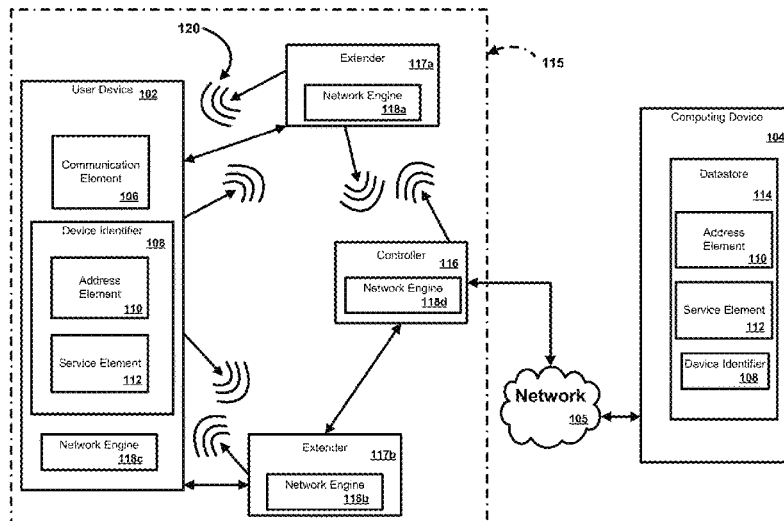 120
115
Extender
117a
Network Engine
118a
User Device
102
Communication
Element
106
Device Identifier
108
Address
Element
110
Service Element
112
Network Engine
118c
Controller
116
Network Engine
118d
Extender
117b
Network Engine
118b
Network
105
Computing Device
104
Datastore
114
Address
Element
110
Service Element
112
Device Identifier
108